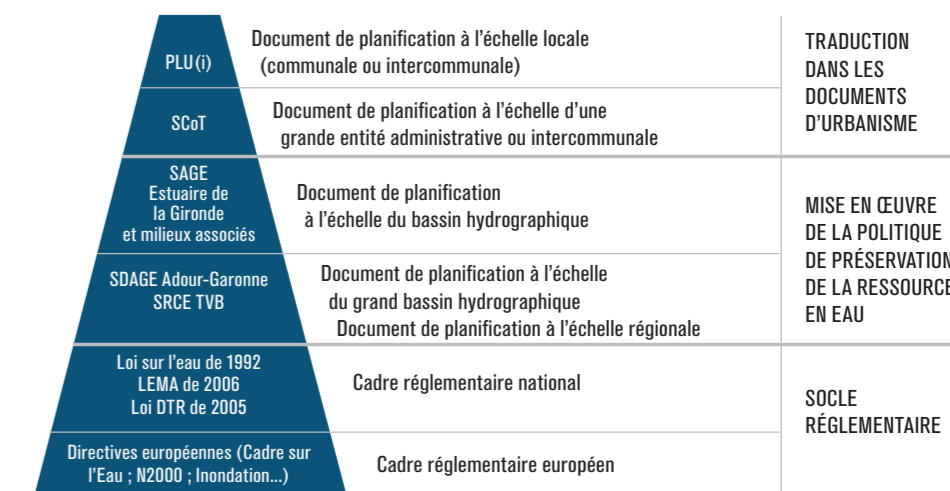 PLU(i)
Document de planification à l'échelle locale
(communale ou intercommunale)
SCoT
Document de planification à l'échelle d'une
grande entité administrative ou intercommunale
TRADUCTION
DANS LES
DOCUMENTS
D'URBANISME
SAGE
Estuaire de
la Gironde
et milieux associés
Document de planification
à l'échelle du bassin hydrographique
SDAGE Adour-Garonne
SRCE TVB
Document de planification à l'échelle
du grand bassin hydrographique
Document de planification à l'échelle régionale
MISE EN ŒUVRE
DE LA POLITIQUE
DE PRÉSERVATION
DE LA RESSOURCE
EN EAU
Loi sur l'eau de 1992
LEMA de 2006
Loi DTR de 2005
Cadre réglementaire national
Directives européennes (Cadre sur
l'Eau ; N2000 ; Inondation...)
Cadre réglementaire européen
SOCLE
RÉGLEMENTAIRE